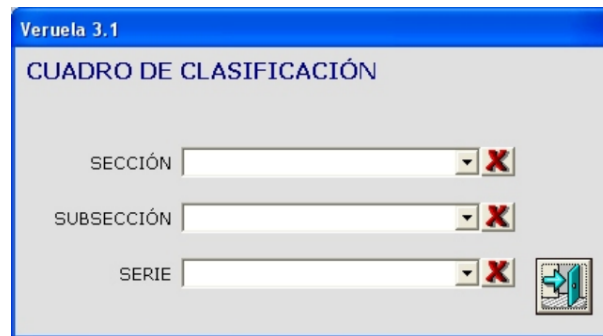 Veruela 3.1
CUADRO DE CLASIFICACIÓN
SECCIÓN
SUBSECCIÓN
SERIE